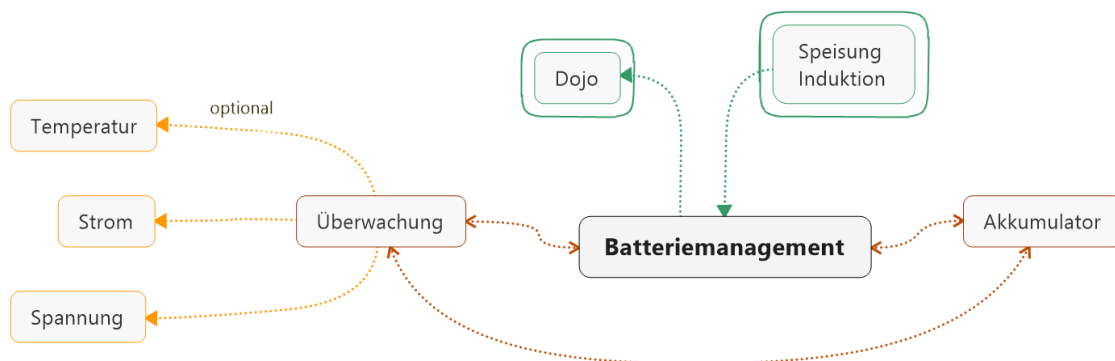 Speisung
Induktion
Dojo
optional
Temperatur
Strom
Überwachung
Akkumulator
Batteriemanagement
Spannung